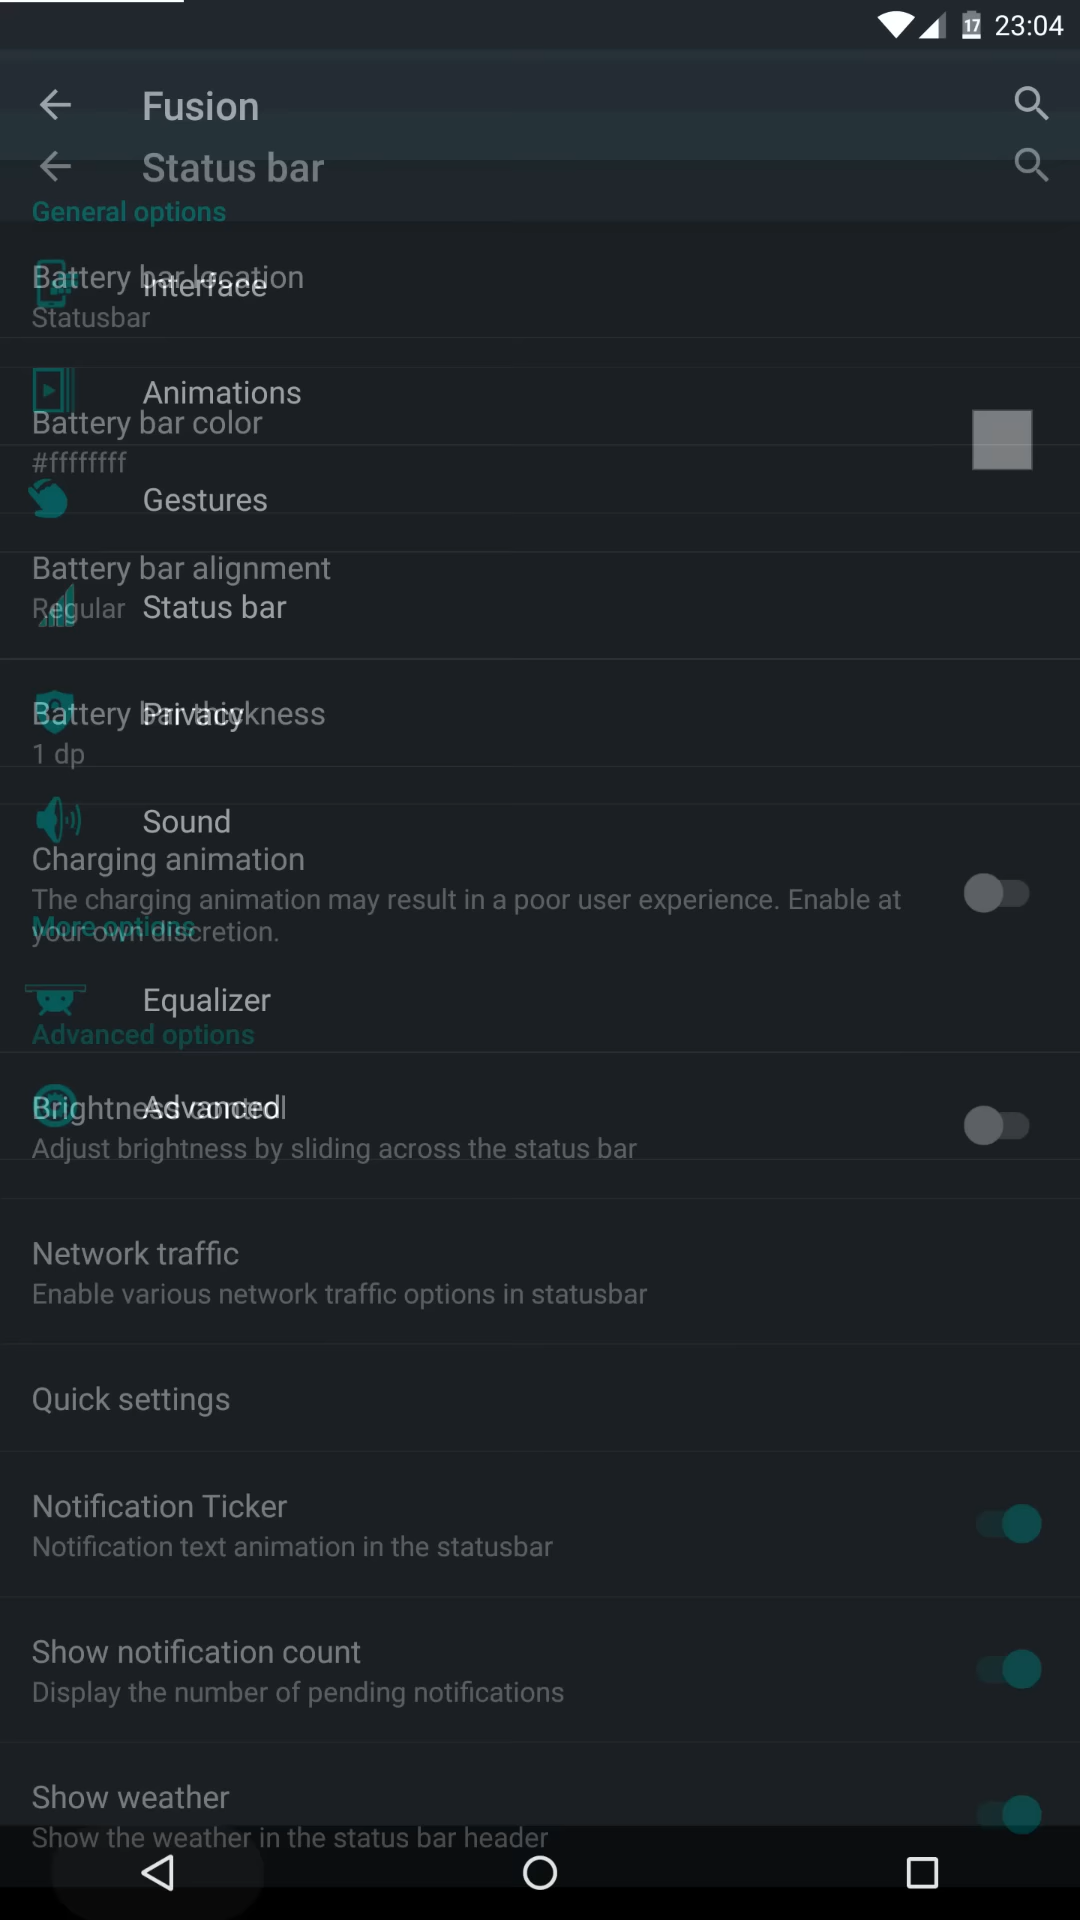 17 23:04
Fusion
Status bar
General options
Battery bar location
Interface
Statusbar
Animations
Battery bar color
#ffffffff
Gestures
Battery bar alignment
Regular
Status bar
Battery bar thickness
Privacy
1 dp
Sound
Charging animation
The charging animation may result in a poor user experience. Enable at
your own discretion.
More options
Equalizer
Advanced options
Brightness control
Advanced
Adjust brightness by sliding across the status bar
Network traffic
Enable various network traffic options in statusbar
Quick settings
Notification Ticker
Notification text animation in the statusbar
Show notification count
Display the number of pending notifications
Show weather
Show the weather in the status bar header